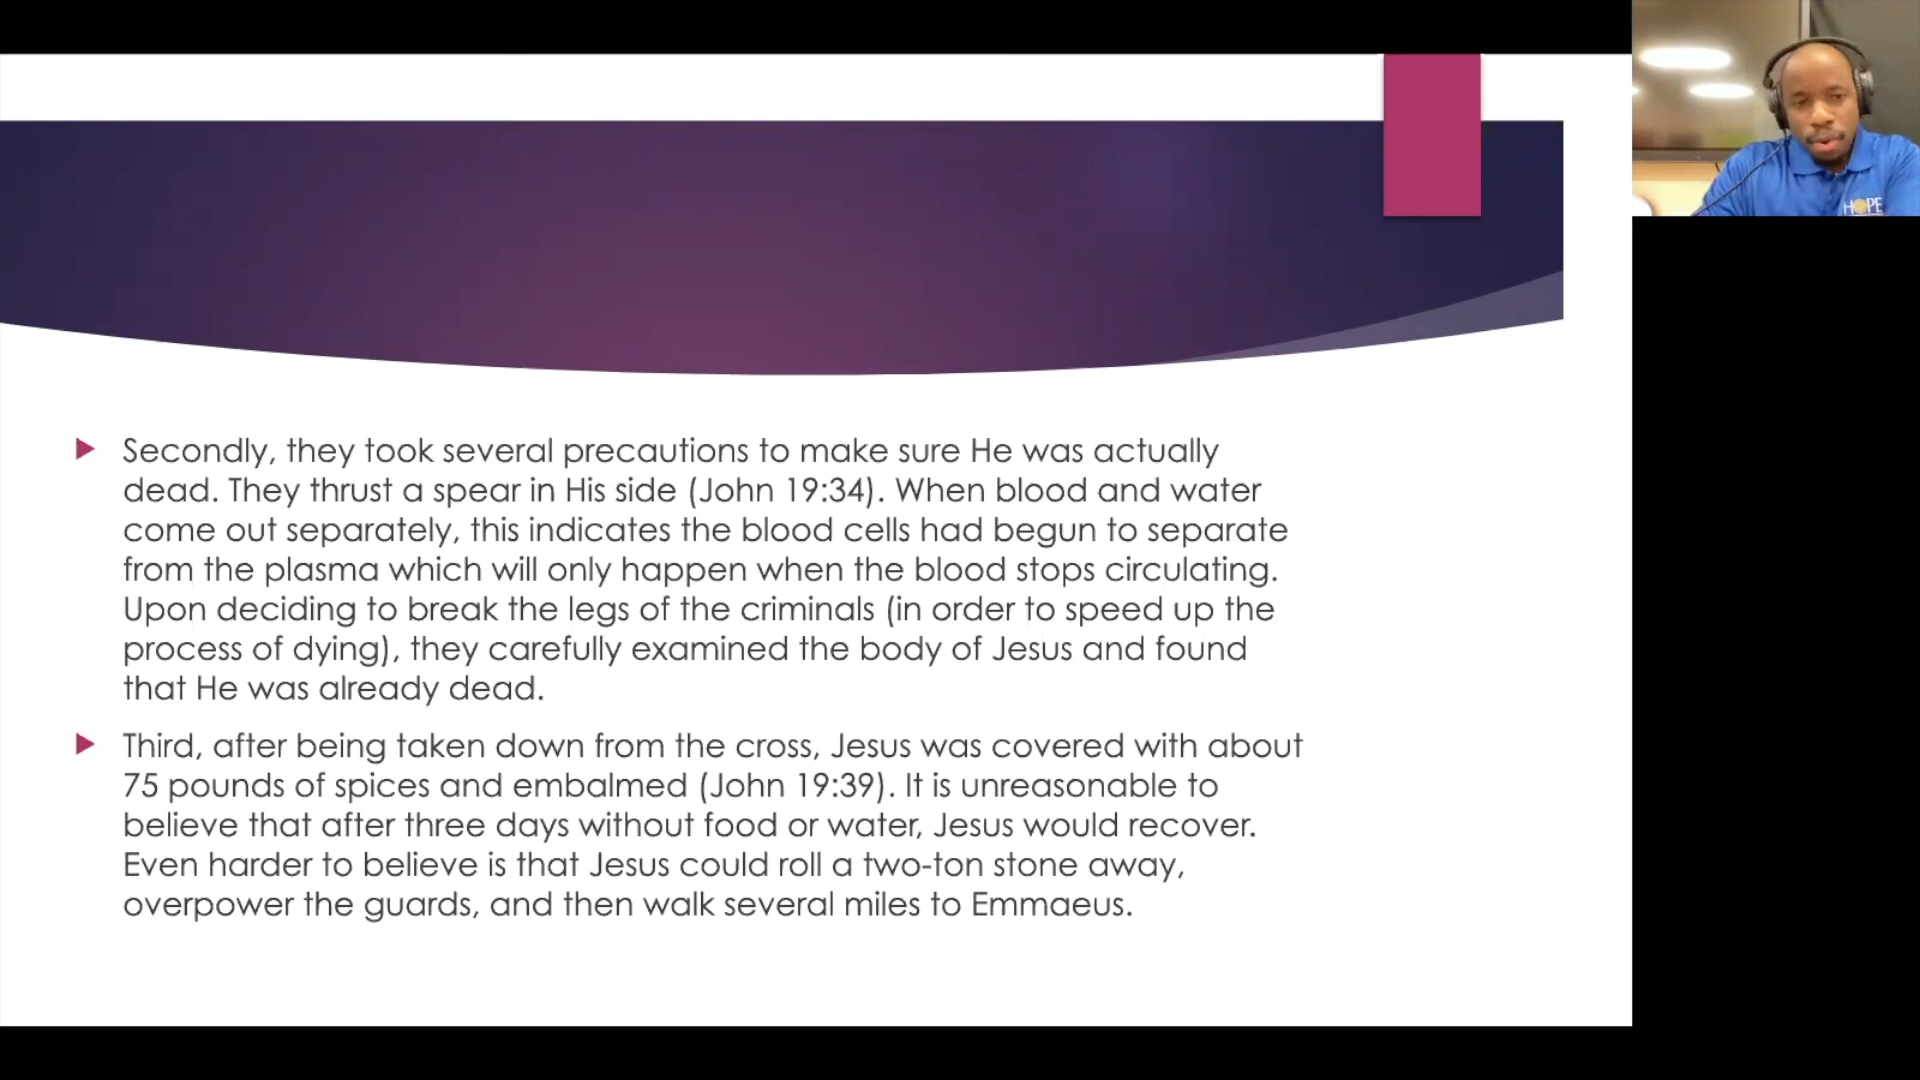 Secondly, they took several precautions to make sure He was actually
dead. They thrust a spear in His side (John 19:34). When blood and water
come out separately, this indicates the blood cells had begun to separate
from the plasma which will only happen when the blood stops circulating.
Upon deciding to break the legs of the criminals (in order to speed up the
process of dying), they carefully examined the body of Jesus and found
that He was already dead.
Third, after being taken down from the cross, Jesus was covered with about
75 pounds of spices and embalmed (John 19:39). It is unreasonable to
believe that after three days without food or water, Jesus would recover.
Even harder to believe is that Jesus could roll a two-ton stone away,
overpower the guards, and then walk several miles to Emmaeus.
HOPE